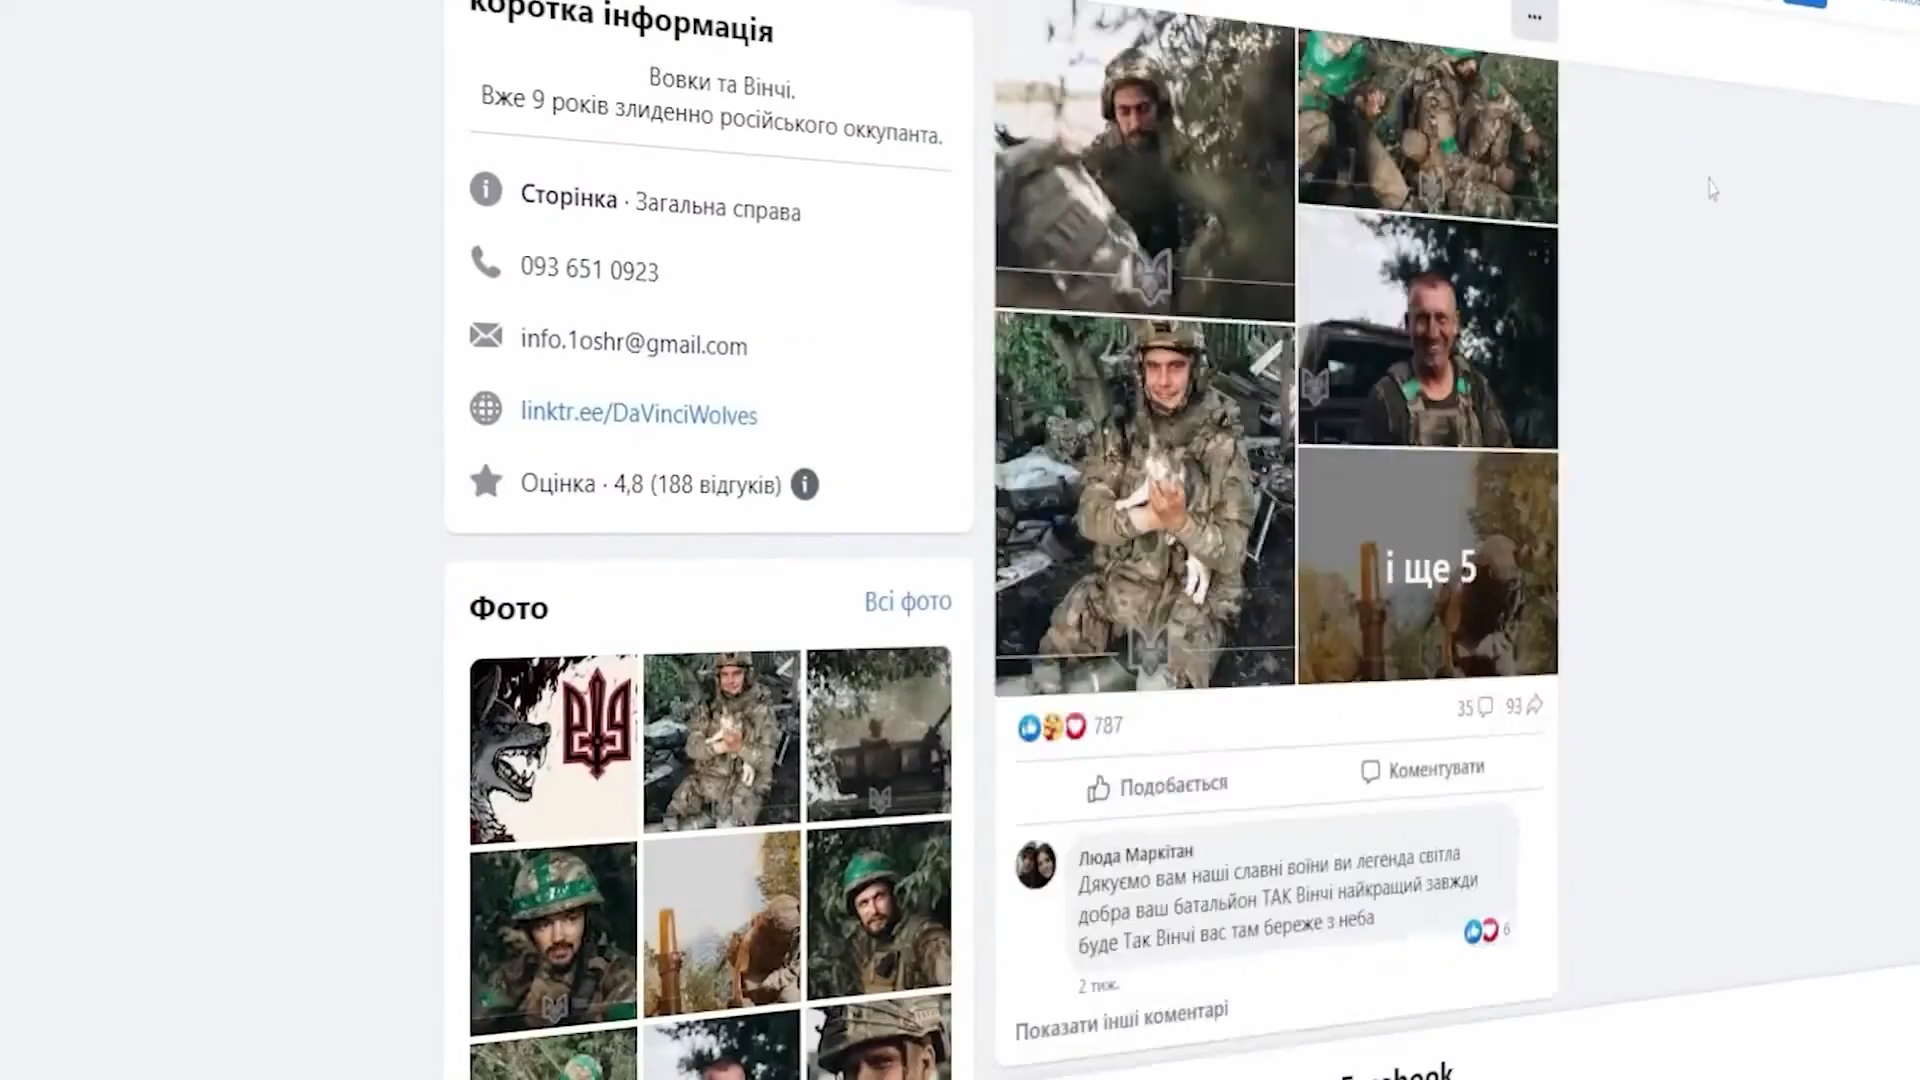 коротка інформація
Вовки та Вінчі.
Вже 9 років злиденно російського оккупанта.
Сторінка · Загальна справа
093 651 0923
info.1oshr@gmail.com
linktr.ee/DaVinciWolves
Оцінка · 4,8 (188 відгуків)
Фото
Всі фото
і ще 5
787
35
93
Подобається
Коментувати
Люда Маркітан
Дякуємо вам наші славні воїни ви легенда світла
добра ваш батальйон ТАК Вінчі найкращий завжди
буде Так Вінчі вас там береже з неба
6
2 тиж.
Показати інші коментарі